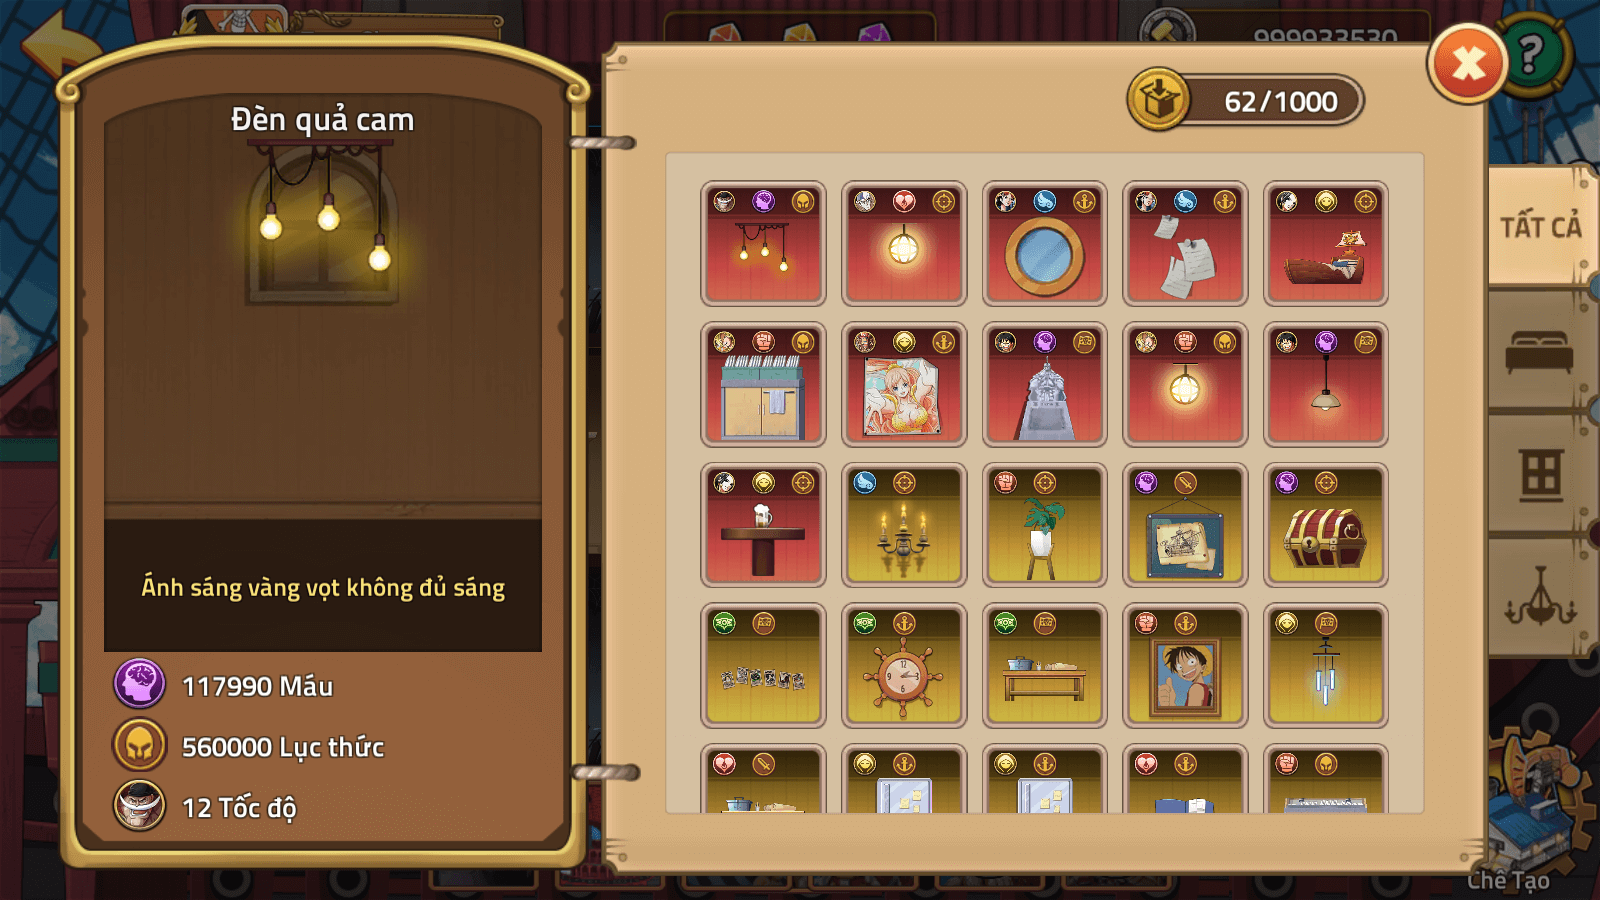 999933530
Đèn quả cam
62/1000
TẤT CẢ
Ánh sáng vàng vọt không đủ sáng
117990 Máu
560000 Lục thức
12 Tốc độ
Chế Tạo